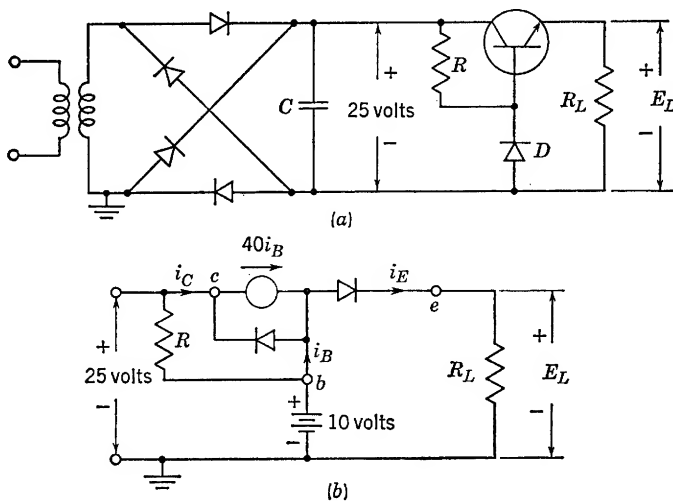 R
C
+
25 volts
−
D
R_L
+
E_L
−
(a)
40i_B
i_C
c
i_E
e
+
25 volts
−
R
i_B
b
+
10 volts
−
R_L
+
E_L
−
(b)